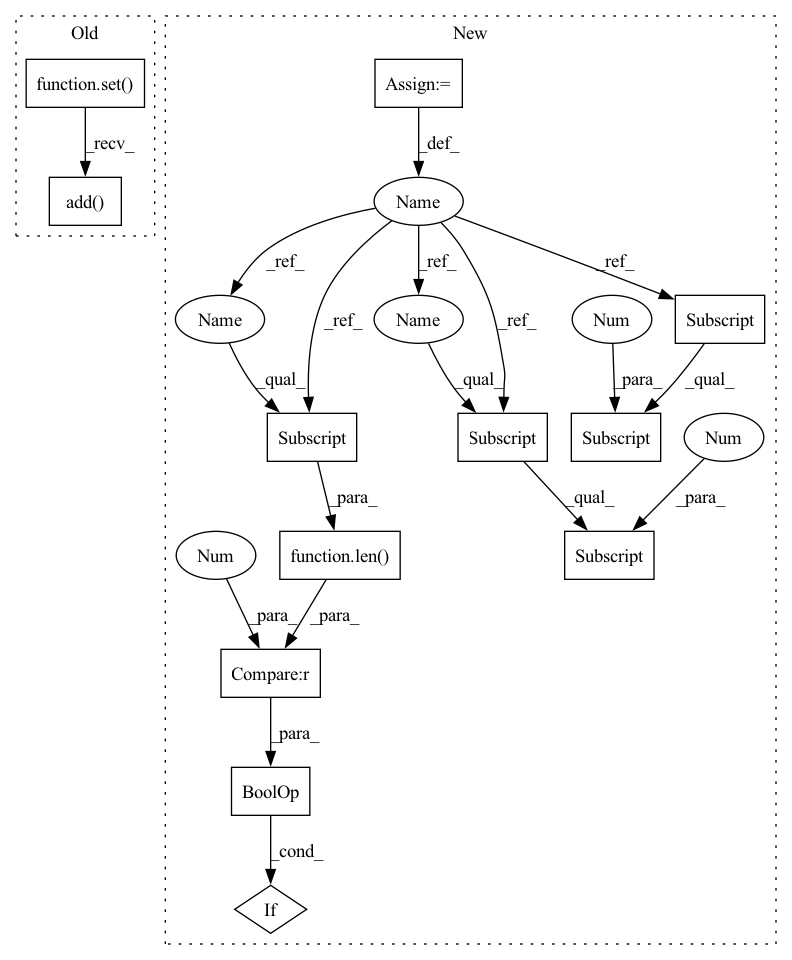 Old
New
function.set()
Assign:=
_recv_
_def_
add()
Name
_ref_
_ref_
_ref_
_ref_
_ref_
Name
Name
Num
Subscript
_qual_
_qual_
_para_
_qual_
Subscript
Subscript
Subscript
Num
_para_
_qual_
_para_
Num
function.len()
Subscript
_para_
_para_
Compare:r
_para_
BoolOp
_cond_
If